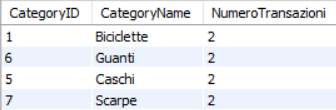 CategoryID CategoryName NumeroTransazioni
1 Biciclette 2
6 Guanti 2
5 Caschi 2
7 Scarpe 2